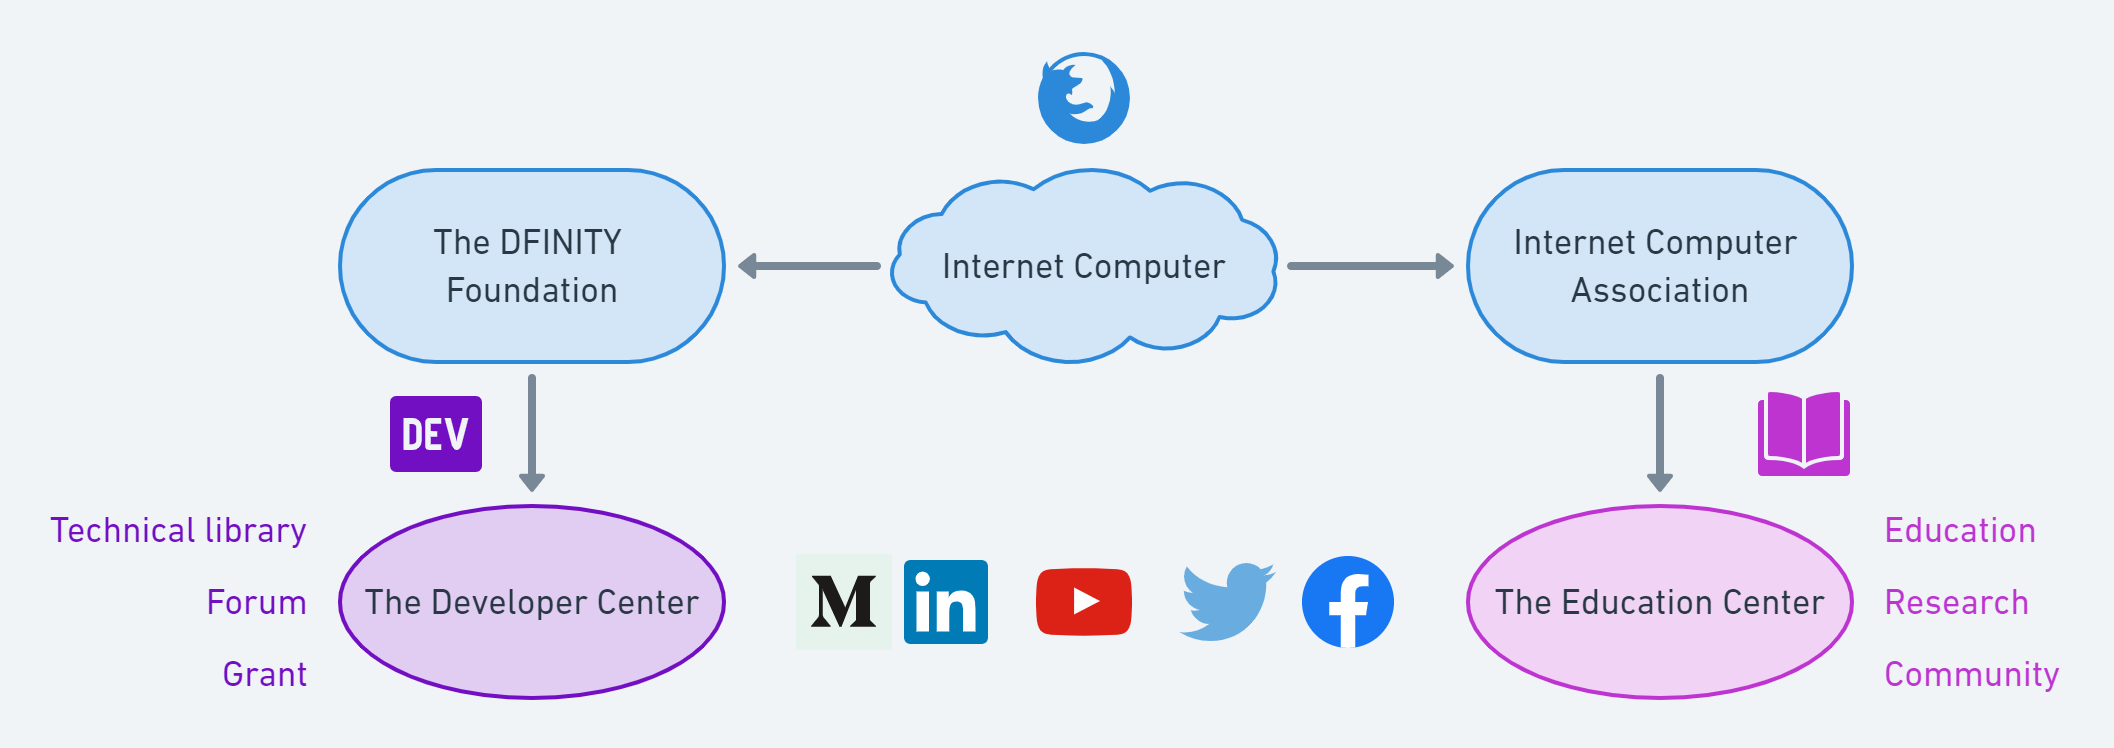 The DFINITY
Foundation
Internet Computer
Internet Computer
Association
DEV
Technical library
Forum
Grant
The Developer Center
M
in
f
The Education Center
Education
Research
Community